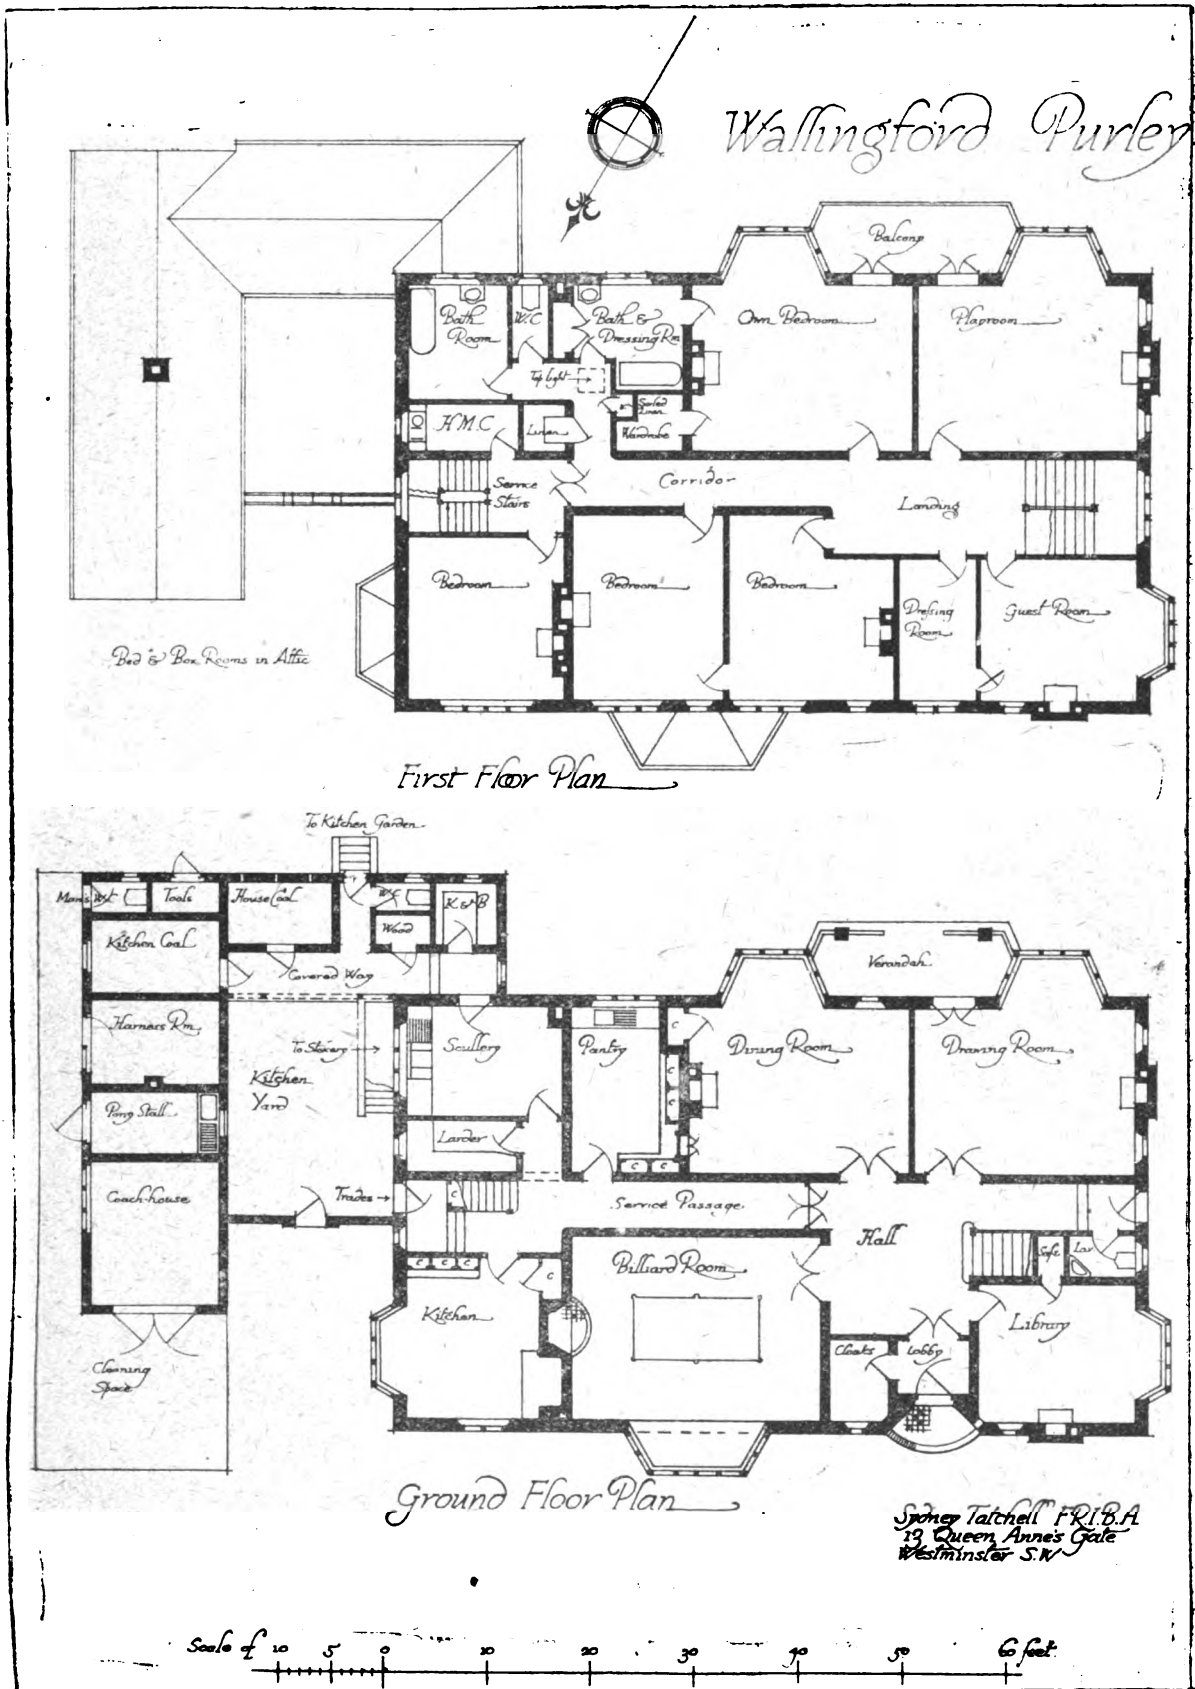 Wallingford Purley
Balcony
Bath
Room
W.C
Bath &
Dressing Rm
Own Bedroom
Playroom
Top light
H.M.C
Linen
Soiled
Linen
Wardrobe
Service
Stairs
Corridor
Landing
Bedroom
Bedroom
Bedroom
Dressing
Room
Guest Room
Bed & Box Rooms in Attic
First Floor Plan
To Kitchen Garden
Mans W.C
Tools
House Coal
W.C
K & B
Wood
Kitchen Coal
Covered Way
Verandah
Harness Rm.
To Stokery
Kitchen
Yard
Scullery
Pantry
C
C
C
Dining Room
Drawing Room
Pony Stall
Larder
C
C
Coach-house
Trades
C
Service Passage
Hall
Safe
Lav
C
C
C
C
Billiard Room
Kitchen
Library
Cloaks
Lobby
Cleaning
Space
Ground Floor Plan
Sydney Tatchell F.R.I.B.A
13 Queen Anne's Gate
Westminster S.W
Scale of 10 5 0 10 20 30 40 50 60 feet